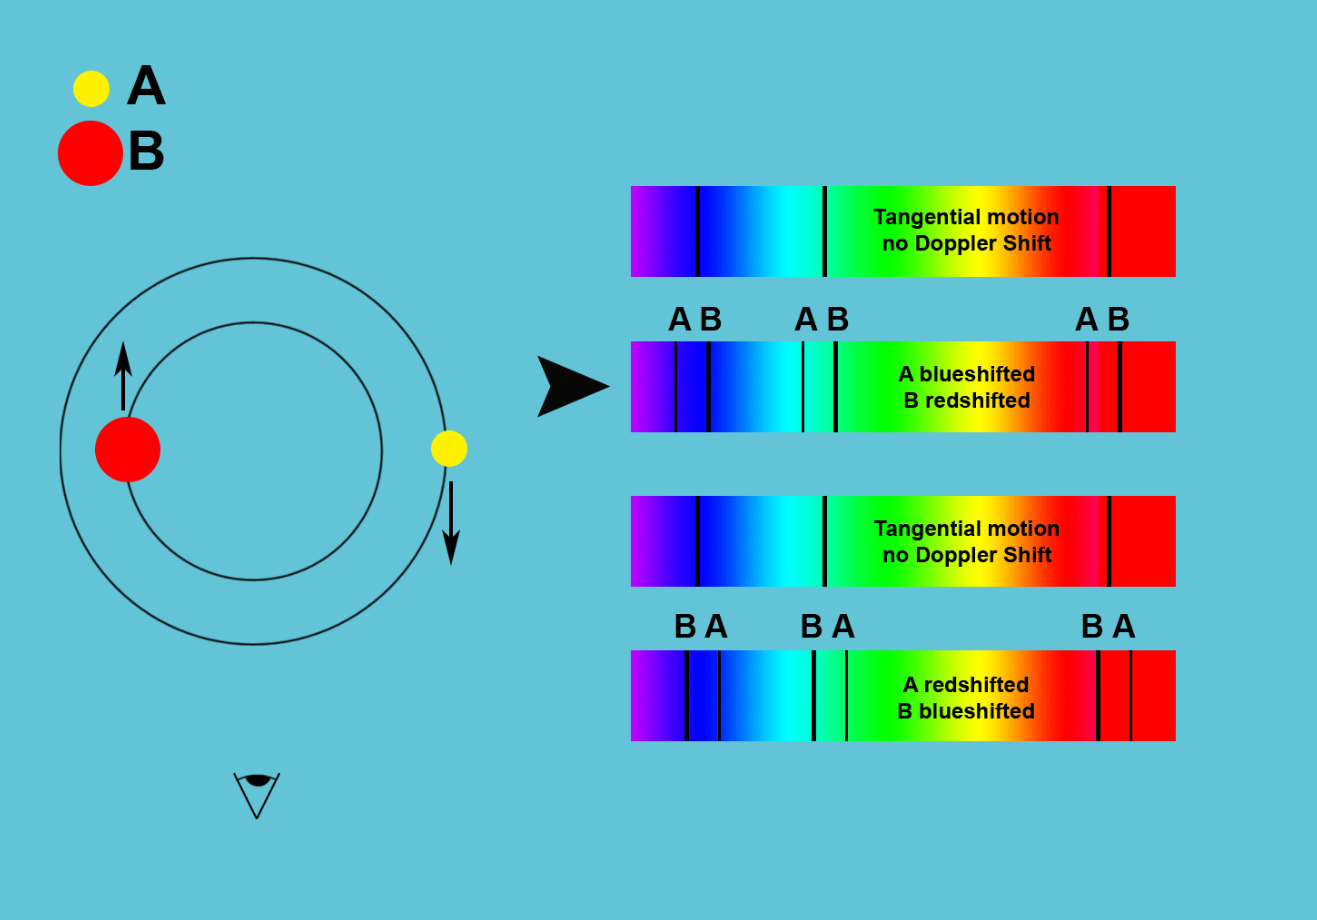 A
B
Tangential motion
no Doppler Shift
A B A B A B
A blueshifted
B redshifted
Tangential motion
no Doppler Shift
B A B A B A
A redshifted
B blueshifted